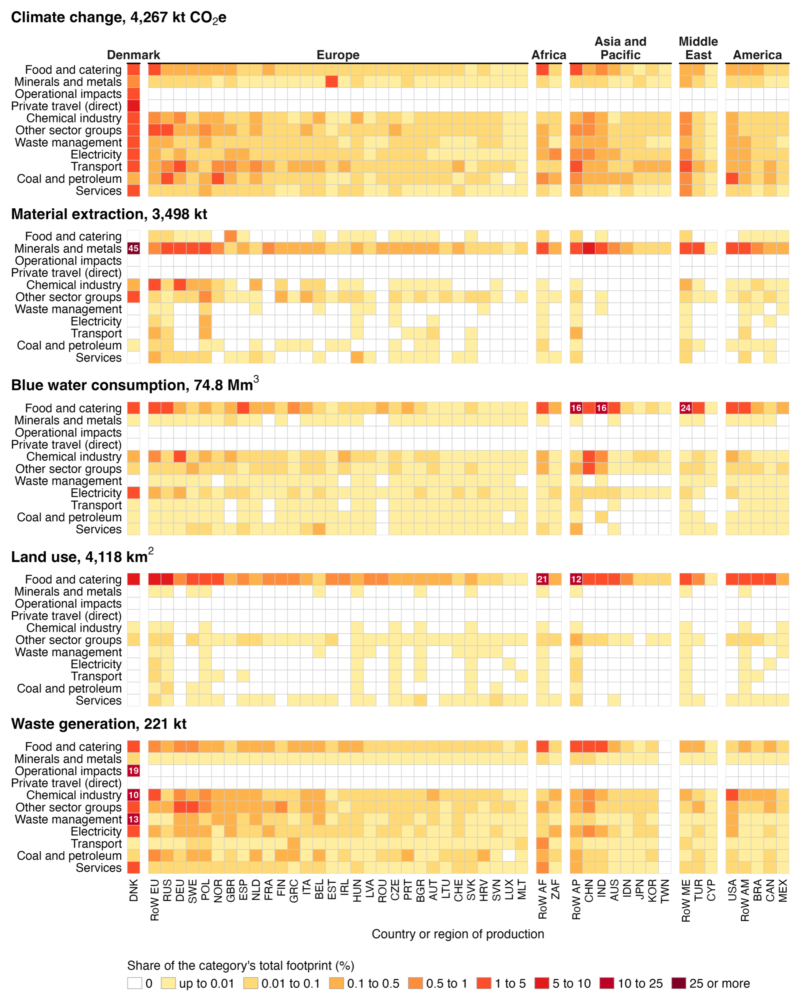 Climate change, 4,267 kt CO2e
Asia and Middle
Denmark Europe Africa Pacific East America
Food and catering
Minerals and metals
Operational impacts
Private travel (direct)
Chemical industry
Other sector groups
Waste management
Electricity
Transport
Coal and petroleum
Services
Material extraction, 3,498 kt
Food and catering
Minerals and metals 45
Operational impacts
Private travel (direct)
Chemical industry
Other sector groups
Waste management
Electricity
Transport
Coal and petroleum
Services
Blue water consumption, 74.8 Mm3
Food and catering 16 16 24
Minerals and metals
Operational impacts
Private travel (direct)
Chemical industry
Other sector groups
Waste management
Electricity
Transport
Coal and petroleum
Services
Land use, 4,118 km2
Food and catering 21 12
Minerals and metals
Operational impacts
Private travel (direct)
Chemical industry
Other sector groups
Waste management
Electricity
Transport
Coal and petroleum
Services
Waste generation, 221 kt
Food and catering
Minerals and metals
Operational impacts 19
Private travel (direct)
Chemical industry 10
Other sector groups
Waste management 13
Electricity
Transport
Coal and petroleum
Services
DNK RoW EU RUS DEU SWE POL NOR GBR ESP NLD FRA FIN GRC ITA BEL EST IRL HUN LVA ROU CZE PRT BGR AUT LTU CHE SVK HRV SVN LUX MLT RoW AF ZAF RoW AP CHN IND AUS IDN JPN KOR TWN RoW ME TUR CYP USA RoW AM BRA CAN MEX
Country or region of production
Share of the category's total footprint (%)
0 up to 0.01 0.01 to 0.1 0.1 to 0.5 0.5 to 1 1 to 5 5 to 10 10 to 25 25 or more